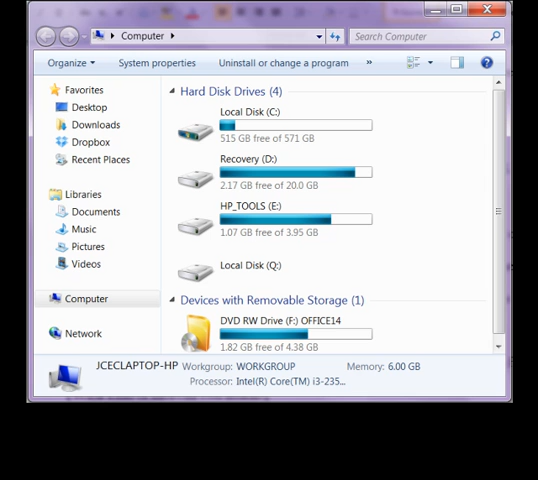 Computer
Search Computer
Organize
System properties
Uninstall or change a program
»
Favorites
Desktop
Downloads
Dropbox
Recent Places
Libraries
Documents
Music
Pictures
Videos
Computer
Network
Hard Disk Drives (4)
Local Disk (C:)
515 GB free of 571 GB
Recovery (D:)
2.17 GB free of 20.0 GB
HP_TOOLS (E:)
1.07 GB free of 3.95 GB
Local Disk (Q:)
Devices with Removable Storage (1)
DVD RW Drive (F:) OFFICE14
1.82 GB free of 4.38 GB
JCECLAPTOP-HP Workgroup: WORKGROUP Memory: 6.00 GB
Processor: Intel(R) Core(TM) i3-235...